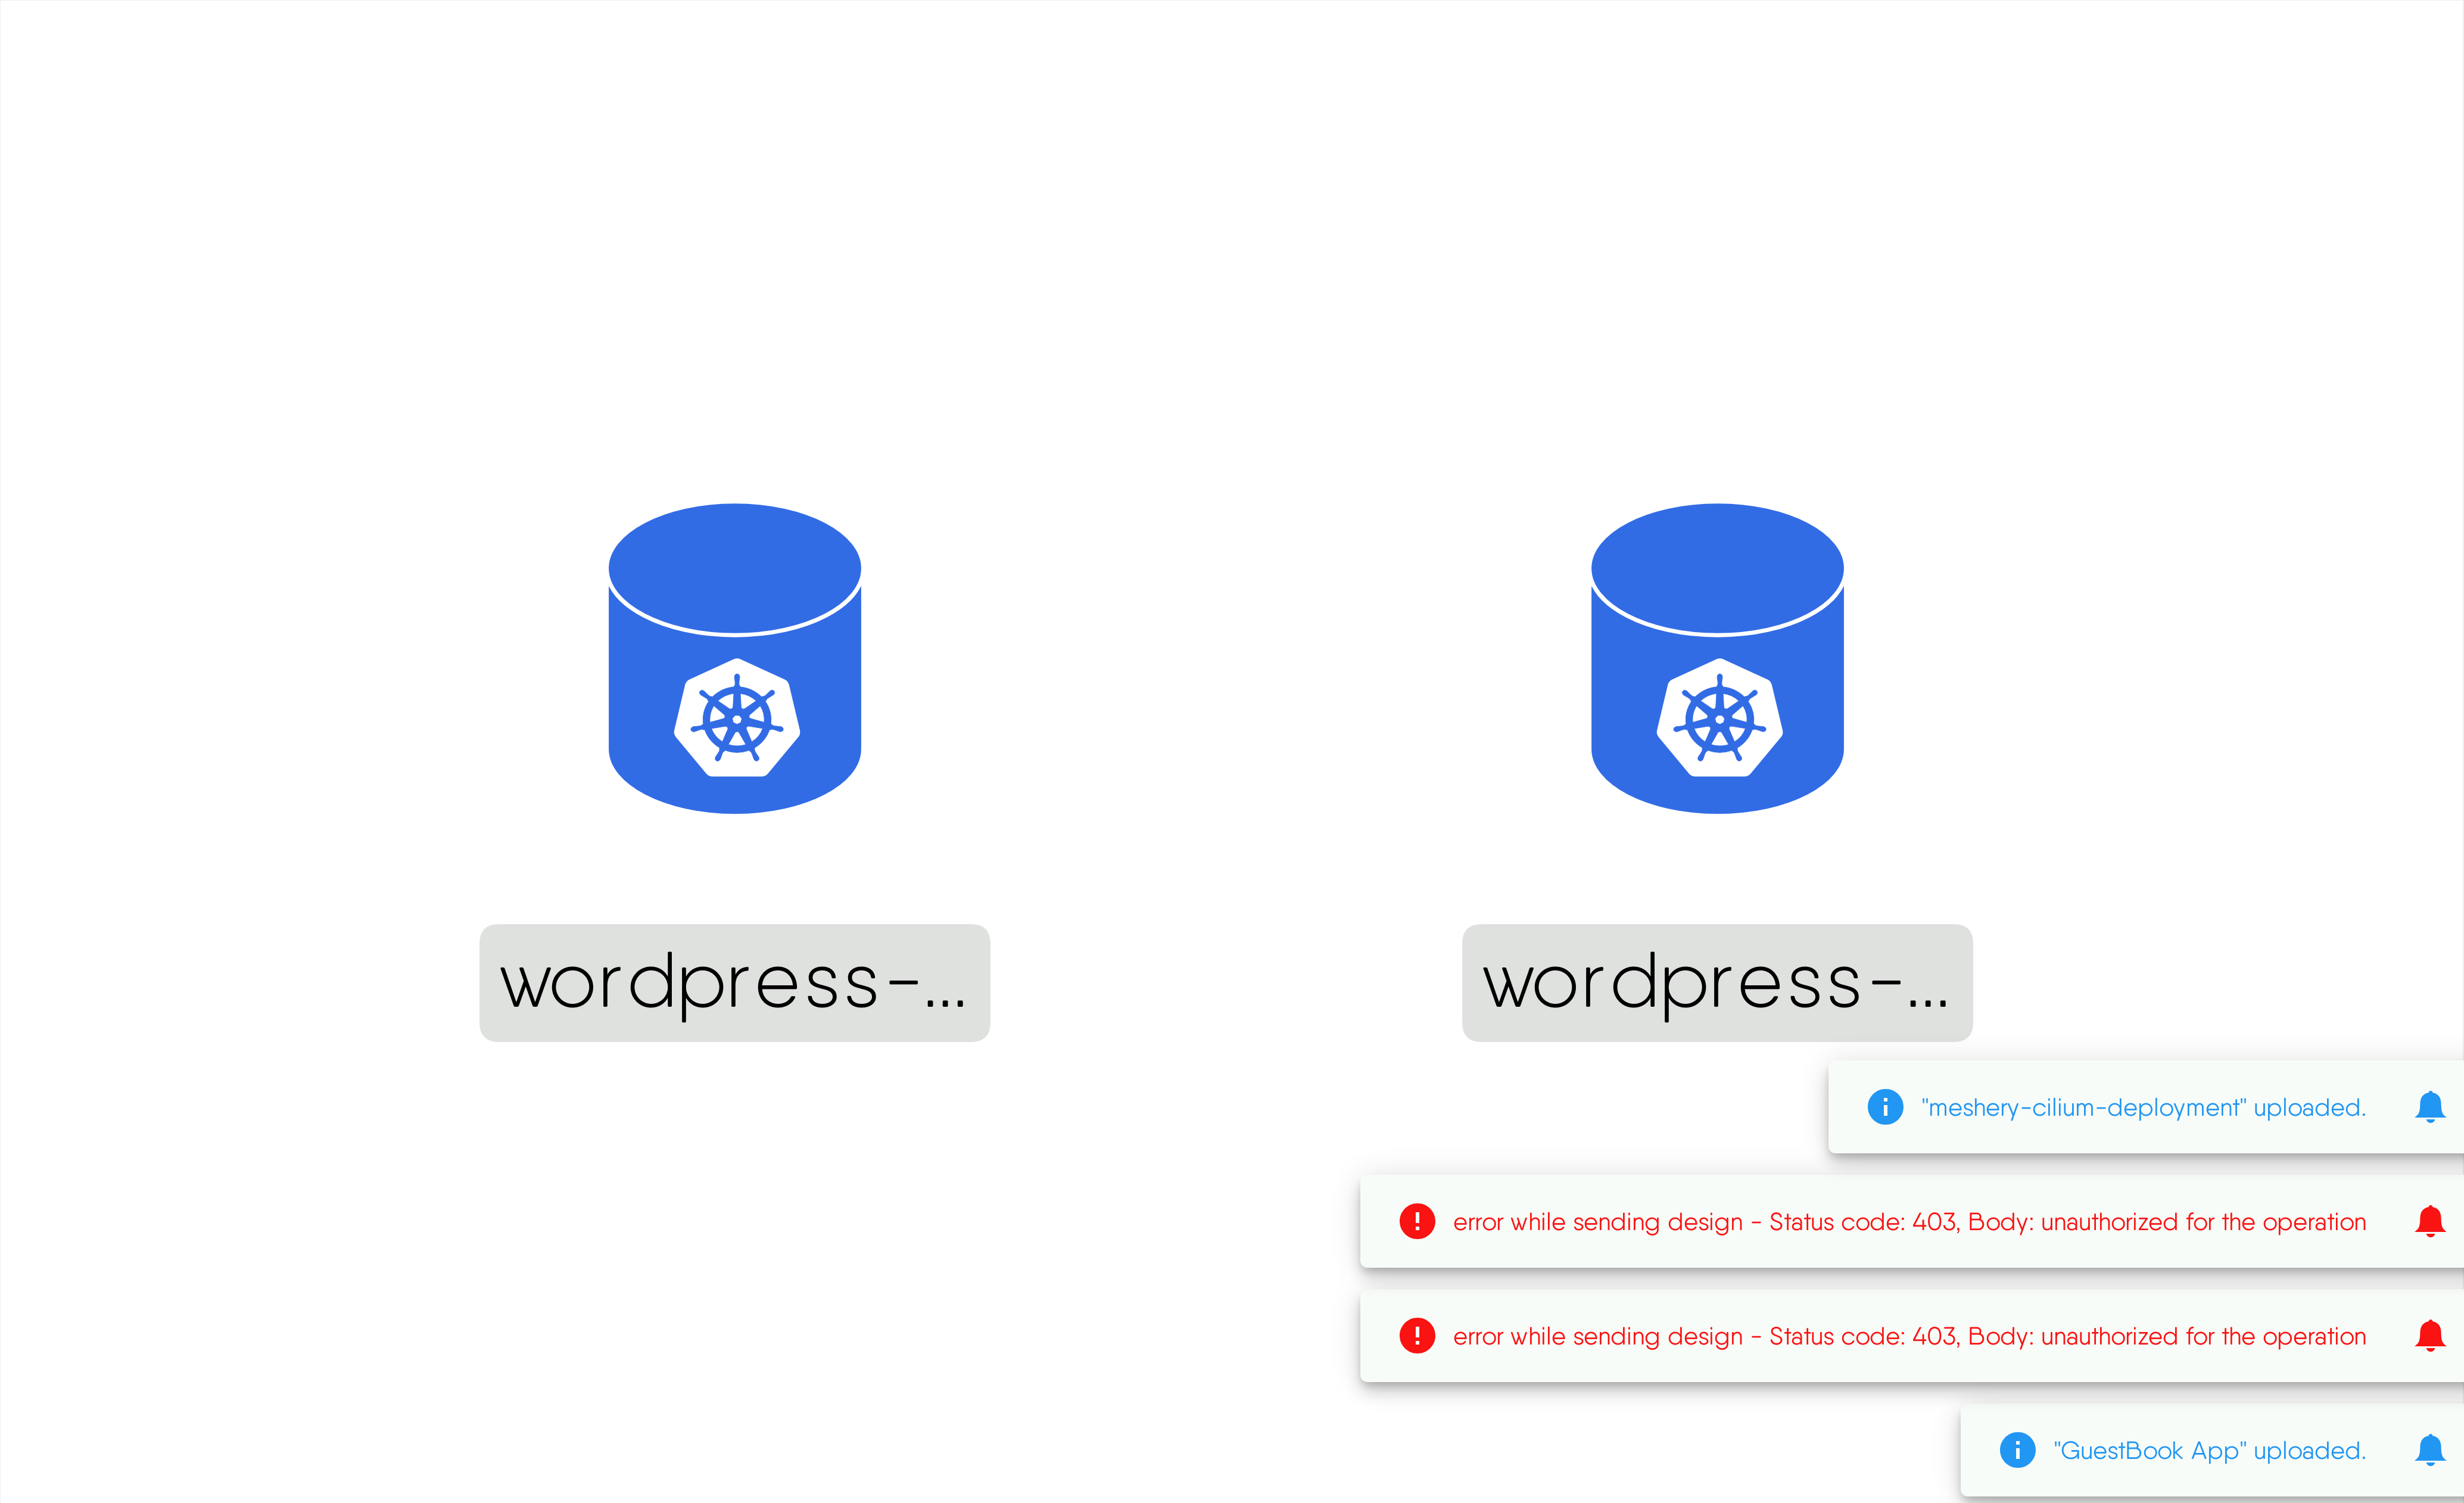 wordpress-...
wordpress-...
"meshery-cilium-deployment" uploaded.
error while sending design - Status code: 403, Body: unauthorized for the operation
error while sending design - Status code: 403, Body: unauthorized for the operation
"GuestBook App" uploaded.